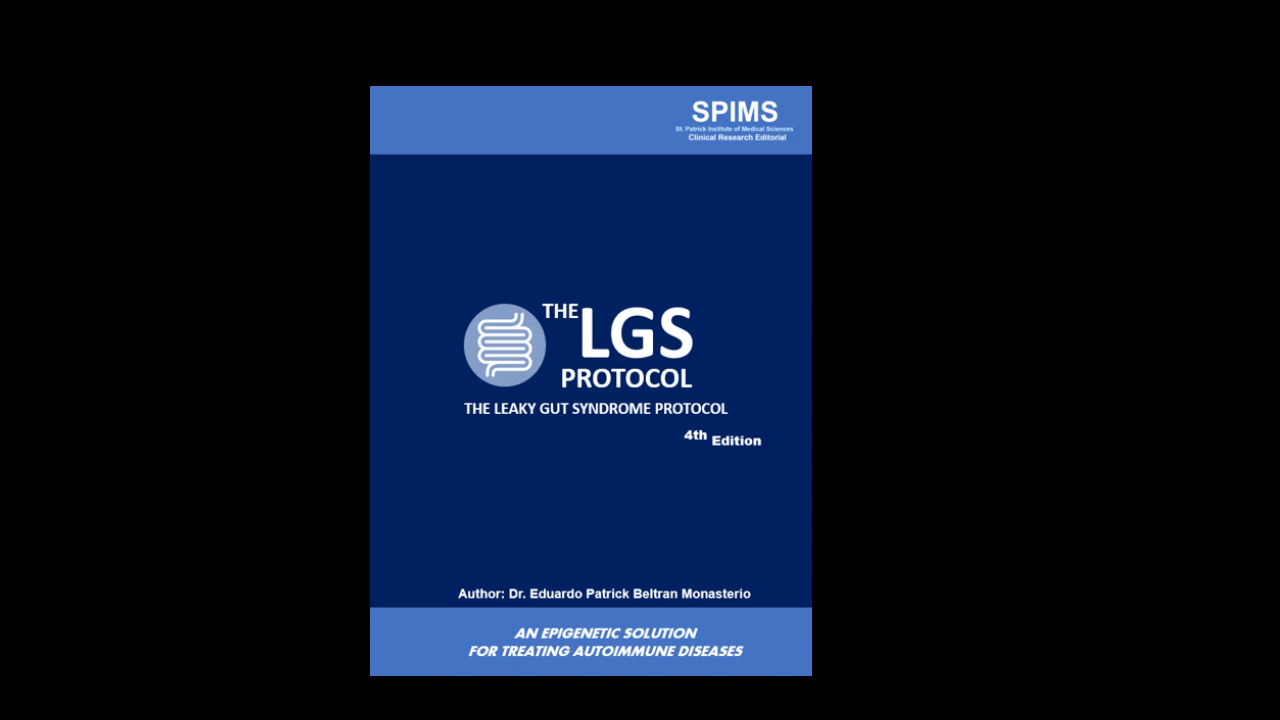 SPIMS
St. Patrick Institute of Medical Sciences
Clinical Research Editorial
THE LGS
PROTOCOL
THE LEAKY GUT SYNDROME PROTOCOL
4th Edition
Author: Dr. Eduardo Patrick Beltran Monasterio
AN EPIGENETIC SOLUTION
FOR TREATING AUTOIMMUNE DISEASES